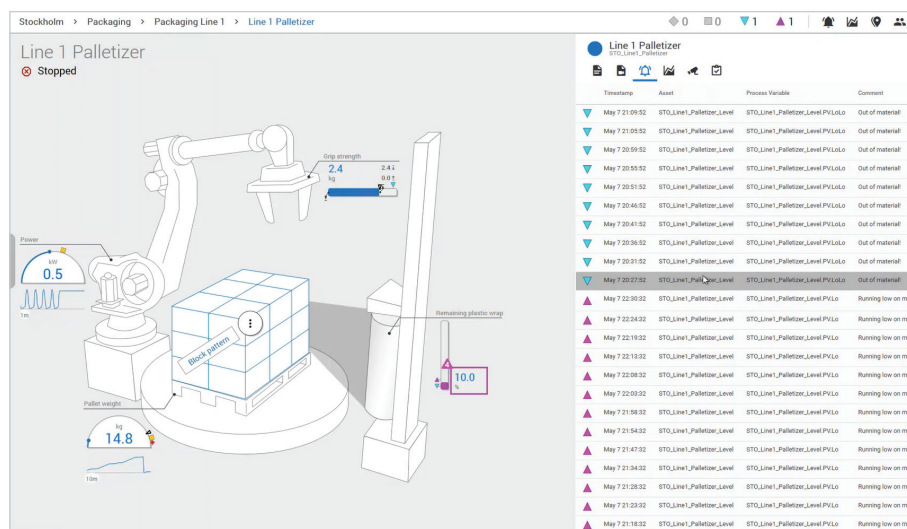 Stockholm > Packaging > Packaging Line 1 > Line 1 Palletizer
0 0 1 1
Line 1 Palletizer
Stopped
Grip strength
2.4
kg
2.4
0.0
Power
kW
0.5
1m
Block pattern
Remaining plastic wrap
10.0
%
Pallet weight
kg
14.8
10m
Line 1 Palletizer
STO_Line1_Palletizer
Timestamp Asset Process Variable Comment
May 7 21:09:52 STO_Line1_Palletizer_Level STO_Line1_Palletizer_Level.PV.LoLo Out of material!
May 7 21:05:52 STO_Line1_Palletizer_Level STO_Line1_Palletizer_Level.PV.LoLo Out of material!
May 7 20:59:52 STO_Line1_Palletizer_Level STO_Line1_Palletizer_Level.PV.LoLo Out of material!
May 7 20:55:52 STO_Line1_Palletizer_Level STO_Line1_Palletizer_Level.PV.LoLo Out of material!
May 7 20:51:52 STO_Line1_Palletizer_Level STO_Line1_Palletizer_Level.PV.LoLo Out of material!
May 7 20:46:52 STO_Line1_Palletizer_Level STO_Line1_Palletizer_Level.PV.LoLo Out of material!
May 7 20:41:52 STO_Line1_Palletizer_Level STO_Line1_Palletizer_Level.PV.LoLo Out of material!
May 7 20:36:52 STO_Line1_Palletizer_Level STO_Line1_Palletizer_Level.PV.LoLo Out of material!
May 7 20:31:52 STO_Line1_Palletizer_Level STO_Line1_Palletizer_Level.PV.LoLo Out of material!
May 7 20:27:52 STO_Line1_Palletizer_Level STO_Line1_Palletizer_Level.PV.LoLo Out of material!
May 7 22:30:32 STO_Line1_Palletizer_Level STO_Line1_Palletizer_Level.PV.Lo Running low on m
May 7 22:24:32 STO_Line1_Palletizer_Level STO_Line1_Palletizer_Level.PV.Lo Running low on m
May 7 22:19:32 STO_Line1_Palletizer_Level STO_Line1_Palletizer_Level.PV.Lo Running low on m
May 7 22:13:32 STO_Line1_Palletizer_Level STO_Line1_Palletizer_Level.PV.Lo Running low on m
May 7 22:08:32 STO_Line1_Palletizer_Level STO_Line1_Palletizer_Level.PV.Lo Running low on m
May 7 22:03:32 STO_Line1_Palletizer_Level STO_Line1_Palletizer_Level.PV.Lo Running low on m
May 7 21:58:32 STO_Line1_Palletizer_Level STO_Line1_Palletizer_Level.PV.Lo Running low on m
May 7 21:54:32 STO_Line1_Palletizer_Level STO_Line1_Palletizer_Level.PV.Lo Running low on m
May 7 21:47:32 STO_Line1_Palletizer_Level STO_Line1_Palletizer_Level.PV.Lo Running low on m
May 7 21:34:32 STO_Line1_Palletizer_Level STO_Line1_Palletizer_Level.PV.Lo Running low on m
May 7 21:28:32 STO_Line1_Palletizer_Level STO_Line1_Palletizer_Level.PV.Lo Running low on m
May 7 21:23:32 STO_Line1_Palletizer_Level STO_Line1_Palletizer_Level.PV.Lo Running low on m
May 7 21:18:32 STO_Line1_Palletizer_Level STO_Line1_Palletizer_Level.PV.Lo Running low on m